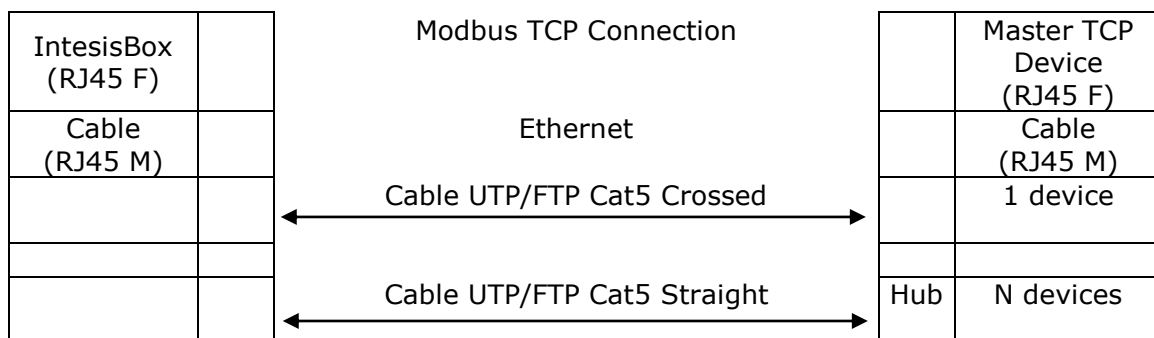 IntesisBox
(RJ45 F)
Modbus TCP Connection
Master TCP
Device
(RJ45 F)
Cable
(RJ45 M)
Ethernet
Cable
(RJ45 M)
Cable UTP/FTP Cat5 Crossed
1 device
Cable UTP/FTP Cat5 Straight
Hub
N devices